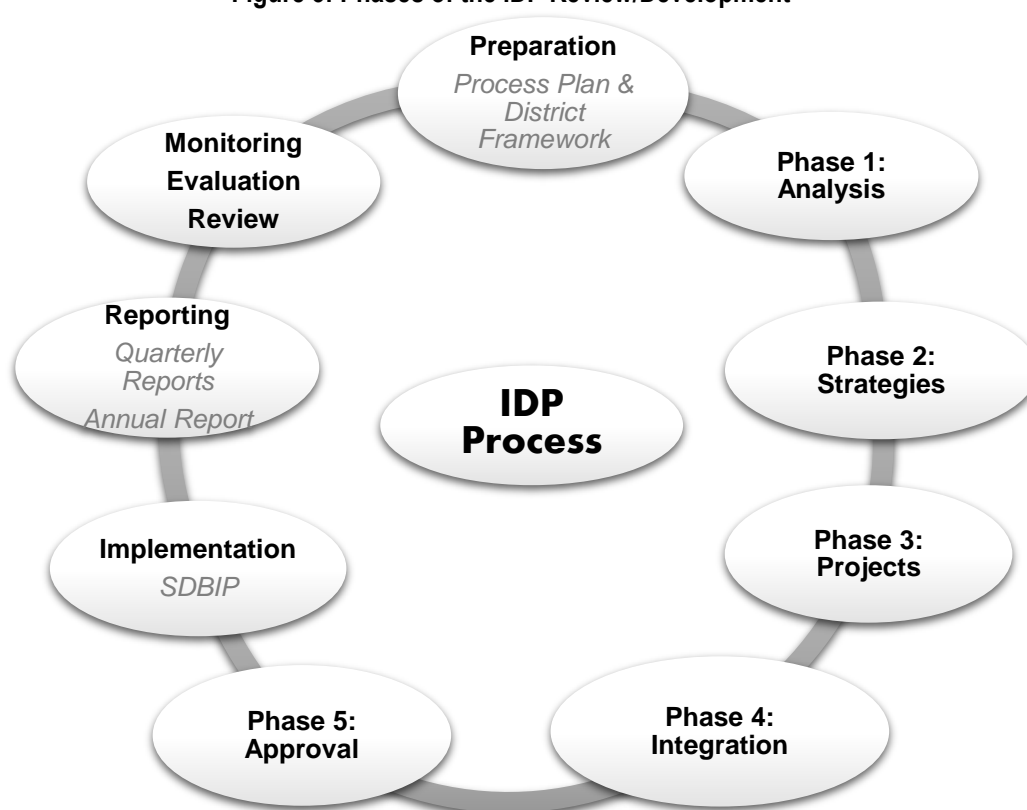 Figure Phases of the IDP Review/Development
Preparation
Process Plan &
District
Framework
Phase 1:
Analysis
Phase 2:
Strategies
Phase 3:
Projects
Phase 4:
Integration
Phase 5:
Approval
Implementation
SDBIP
Reporting
Quarterly
Reports
Annual Report
Monitoring
Evaluation
Review
IDP
Process